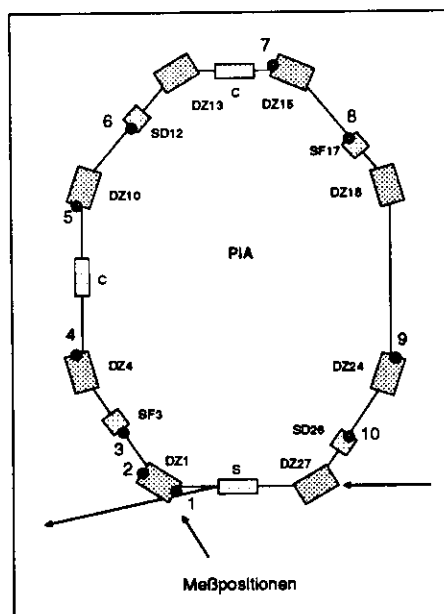 7
DZ13
C
DZ15
6
SD12
8
SF17
DZ10
DZ18
5
PIA
C
4
DZ4
9
DZ24
SF3
3
SD26
10
2
DZ1
S
DZ27
1
Meßpositionen